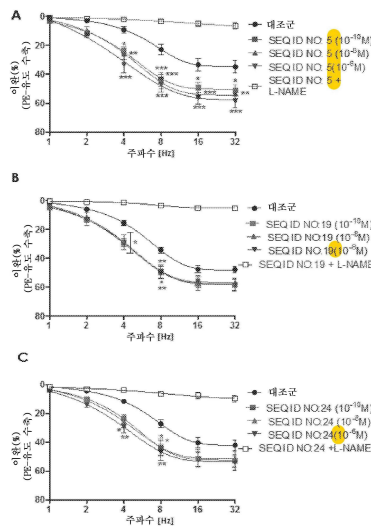 A
이완(%)
(PE-유도 수축)
0
20
40
60
80
1 2 4 8 16 32
주파수 [Hz]
** *** *** *** *** * *** *** * ** ***
대조군
SEQ ID NO: 5 (10⁻¹⁰M)
SEQ ID NO: 5 (10⁻⁸M)
SEQ ID NO: 5(10⁻⁶M)
SEQ ID NO: 5 +
L-NAME
B
이완(%)
(PE-유도 수축)
0
20
40
60
80
100
1 2 4 8 16 32
주파수 [Hz]
* ** * **
대조군
SEQ ID NO:19 (10⁻¹⁰M)
SEQ ID NO:19 (10⁻⁸M)
SEQ ID NO:19(10⁻⁶M)
SEQ ID NO:19 + L-NAME
C
이완(%)
(PE-유도 수축)
0
20
40
60
80
100
1 2 4 8 16 32
주파수 [Hz]
* ** * **
대조군
SEQ ID NO:24 (10⁻¹⁰M)
SEQ ID NO:24 (10⁻⁸M)
SEQ ID NO:24(10⁻⁶M)
SEQ ID NO:24 +L-NAME